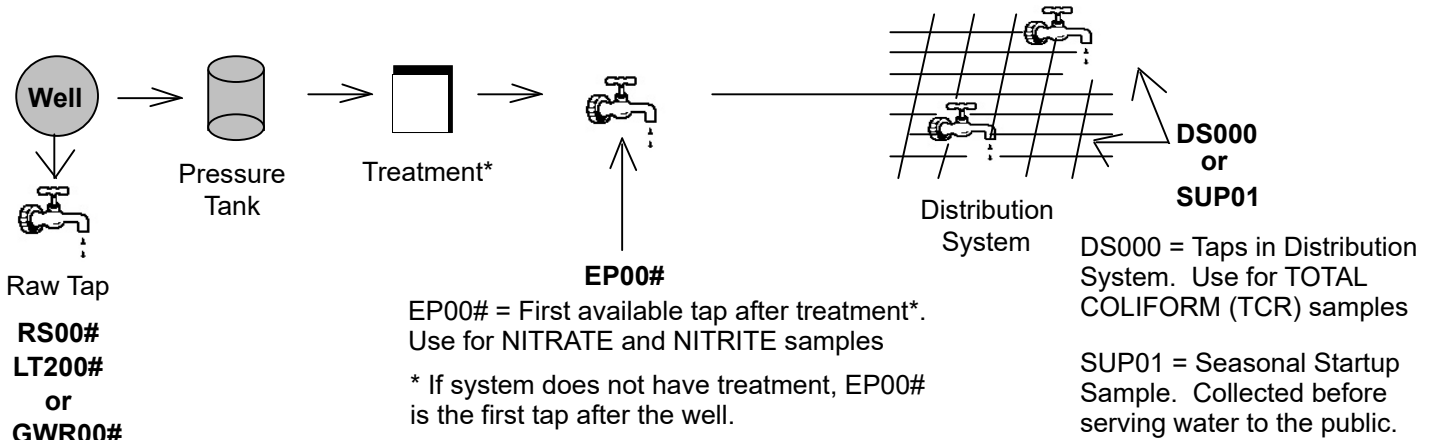 Well
Raw Tap
RS00#
LT200#
or
GWR00#
Pressure
Tank
Treatment*
EP00#
EP00# = First available tap after treatment*.
Use for NITRATE and NITRITE samples
* If system does not have treatment, EP00#
is the first tap after the well.
Distribution
System
DS000
or
SUP01
DS000 = Taps in Distribution
System. Use for TOTAL
COLIFORM (TCR) samples
SUP01 = Seasonal Startup
Sample. Collected before
serving water to the public.